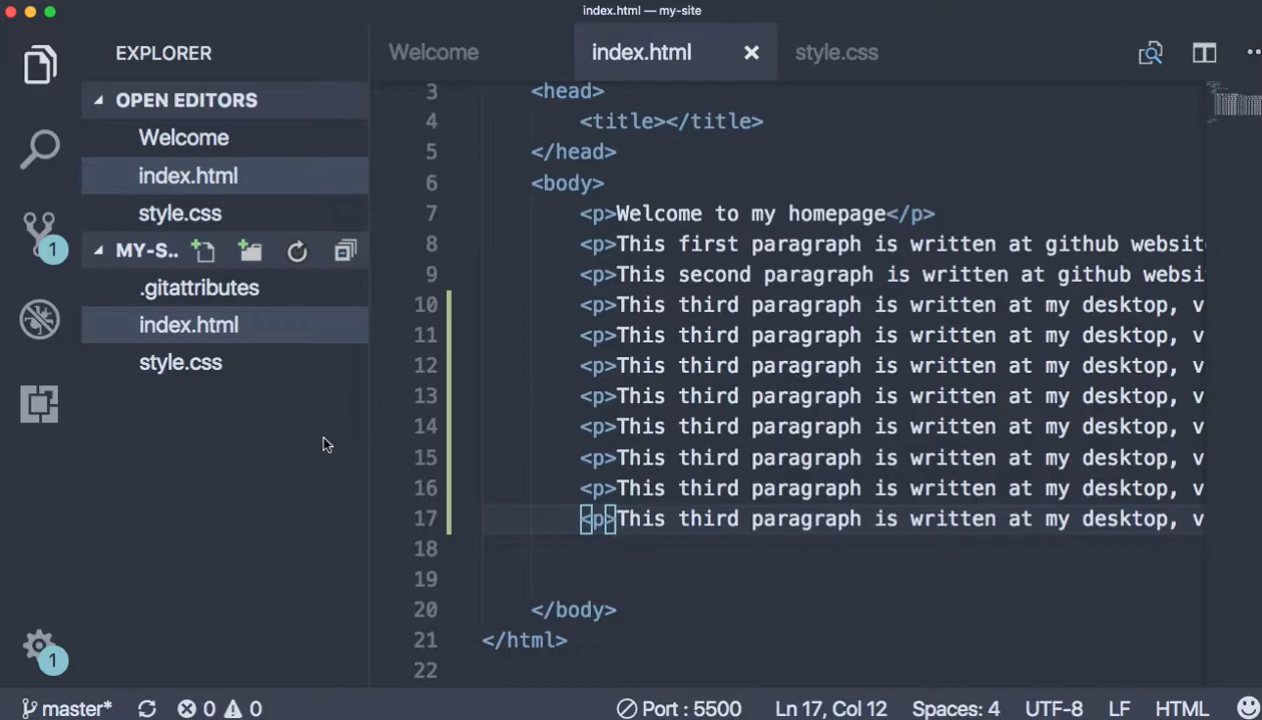 index.html — my-site
EXPLORER
OPEN EDITORS
Welcome
index.html
style.css
1
MY-S..
.gitattributes
index.html
style.css
1
Welcome
index.html
style.css
3 <head>
4 <title></title>
5 </head>
6 <body>
7 <p>Welcome to my homepage</p>
8 <p>This first paragraph is written at github websit
9 <p>This second paragraph is written at github websi
10 <p>This third paragraph is written at my desktop, v
11 <p>This third paragraph is written at my desktop, v
12 <p>This third paragraph is written at my desktop, v
13 <p>This third paragraph is written at my desktop, v
14 <p>This third paragraph is written at my desktop, v
15 <p>This third paragraph is written at my desktop, v
16 <p>This third paragraph is written at my desktop, v
17 <p>This third paragraph is written at my desktop, v
18
19
20 </body>
21 </html>
22
master* 0 0 Port : 5500 Ln 17, Col 12 Spaces: 4 UTF-8 LF HTML